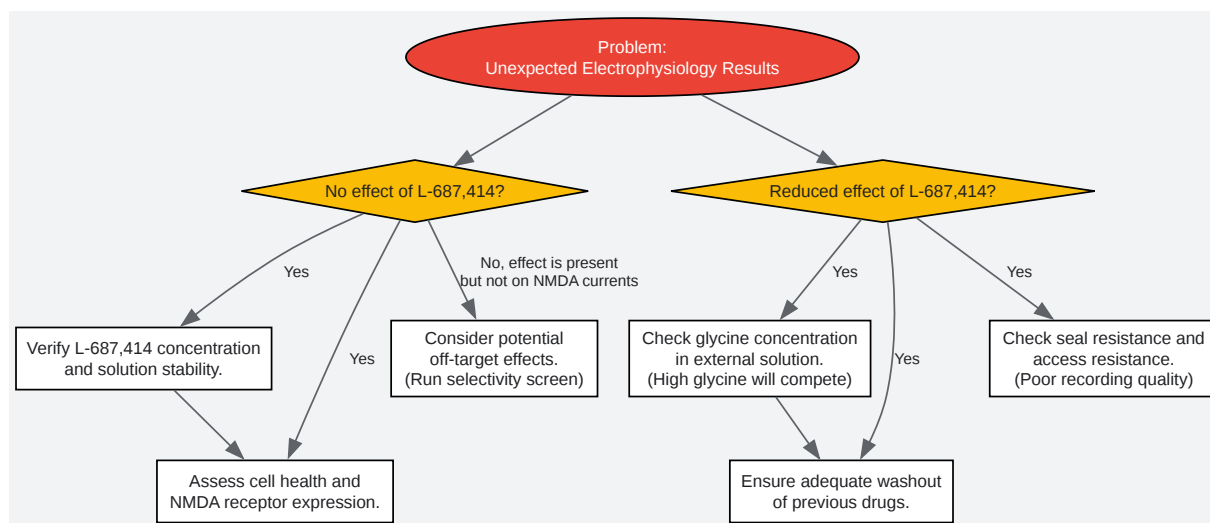 Problem:
Unexpected Electrophysiology Results
No effect of L-687,414?
Reduced effect of L-687,414?
Yes
No, effect is present
but not on NMDA currents
Yes
Yes
Verify L-687,414 concentration
and solution stability.
Yes
Consider potential
off-target effects.
(Run selectivity screen)
Check glycine concentration
in external solution.
(High glycine will compete)
Yes
Check seal resistance and
access resistance.
(Poor recording quality)
Assess cell health and
NMDA receptor expression.
Ensure adequate washout
of previous drugs.